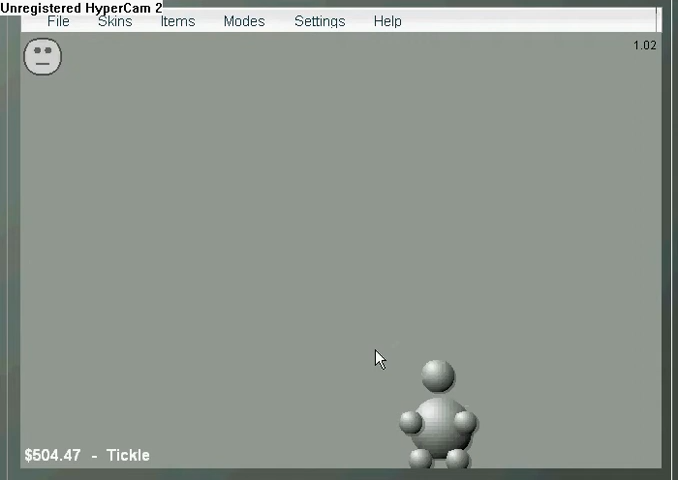 Unregistered HyperCam 2
File Skins Items Modes Settings Help
1.02
$504.47 - Tickle